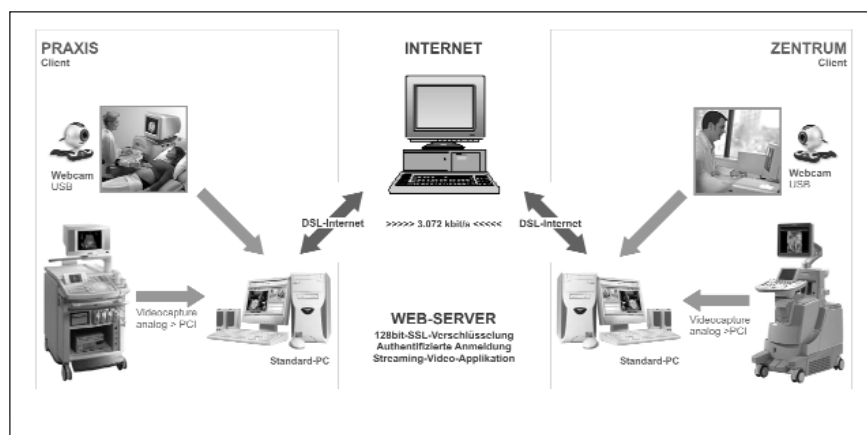 PRAXIS
Client
Webcam
USB
Videocapture
analog > PCI
Standard-PC
DSL-Internet
INTERNET
>>>>> 3.072 kbit/s <<<<<
WEB-SERVER
128bit-SSL-Verschlüsselung
Authentifizierte Anmeldung
Streaming-Video-Applikation
DSL-Internet
ZENTRUM
Client
Webcam
USB
Videocapture
analog >PCI
Standard-PC